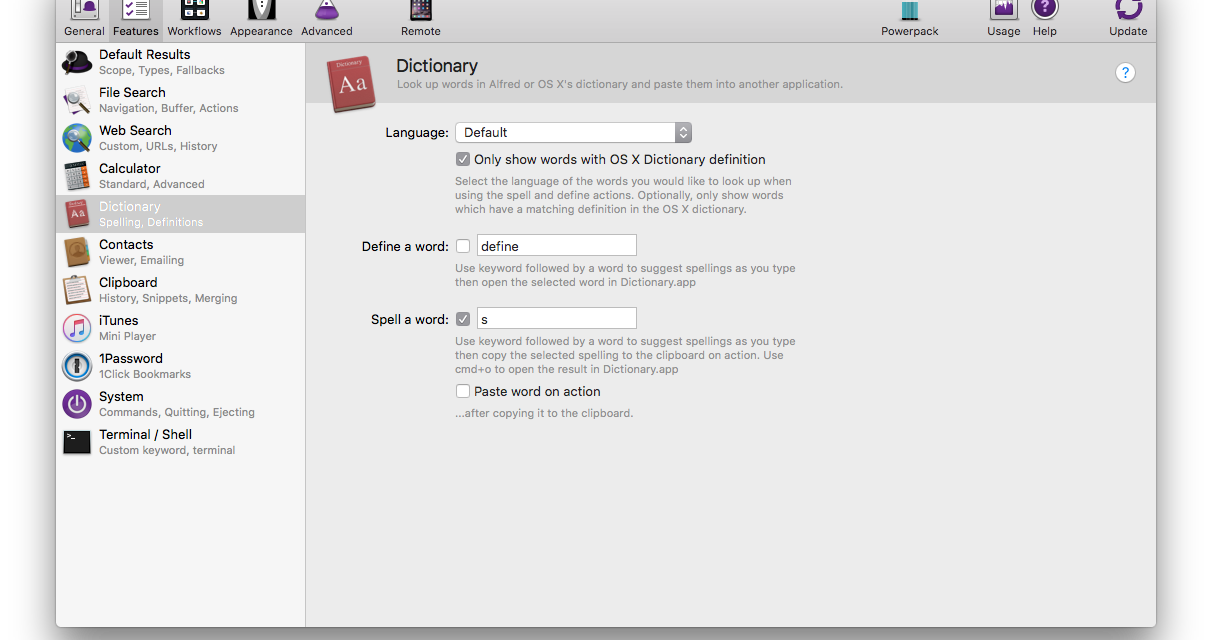 General Features Workflows Appearance Advanced Remote Powerpack Usage Help Update
Default Results
Scope, Types, Fallbacks
File Search
Navigation, Buffer, Actions
Web Search
Custom, URLs, History
Calculator
Standard, Advanced
Dictionary
Spelling, Definitions
Contacts
Viewer, Emailing
Clipboard
History, Snippets, Merging
iTunes
Mini Player
1Password
1Click Bookmarks
System
Commands, Quitting, Ejecting
Terminal / Shell
Custom keyword, terminal
Dictionary
Aa
Dictionary
Look up words in Alfred or OS X's dictionary and paste them into another application.
?
Language: Default
Only show words with OS X Dictionary definition
Select the language of the words you would like to look up when
using the spell and define actions. Optionally, only show words
which have a matching definition in the OS X dictionary.
Define a word: define
Use keyword followed by a word to suggest spellings as you type
then open the selected word in Dictionary.app
Spell a word: s
Use keyword followed by a word to suggest spellings as you type
then copy the selected spelling to the clipboard on action. Use
cmd+o to open the result in Dictionary.app
Paste word on action
...after copying it to the clipboard.